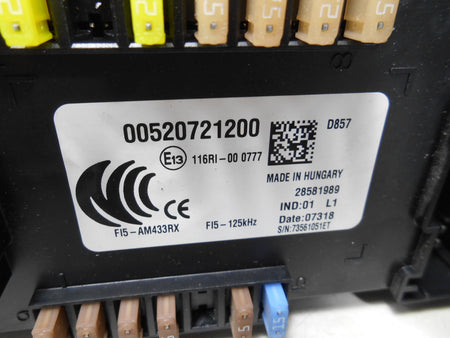 00520721200
D857
E13 116RI-00 0777
MADE IN HUNGARY
28581989
IND:01 L1
Date:07318
S/N:73561051ET
CE
FI5-AM433RX
FI5-125kHz